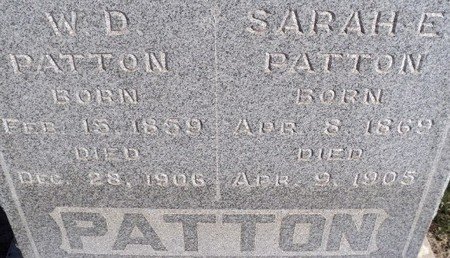 W. D.
PATTON
BORN
FEB. 15, 1859
DIED
DEC. 28, 1906
SARAH E.
PATTON
BORN
APR. 8, 1869
DIED
APR. 9, 1905
PATTON